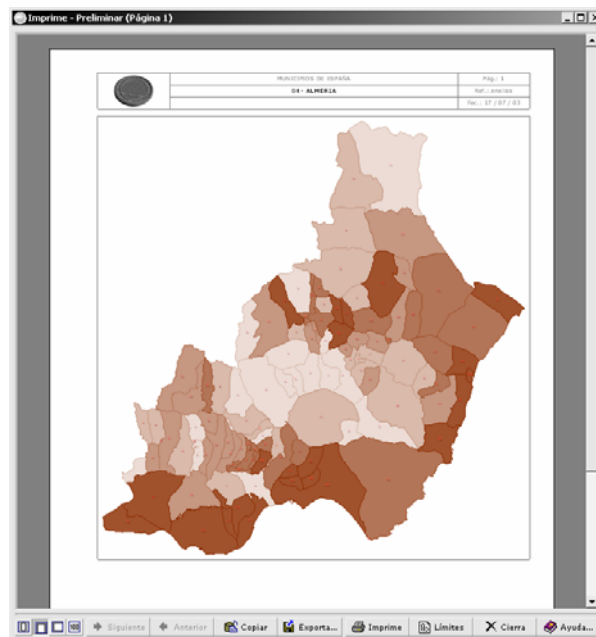 Imprime - Preliminar (Página 1)
MUNICIPIOS DE ESPAÑA
Pág.: 1
04 - ALMERIA
Fec.: 17 / 07 / 03
Siguiente
Anterior
Copiar
Exporta...
Imprime
Límites
Cierra
Ayuda...